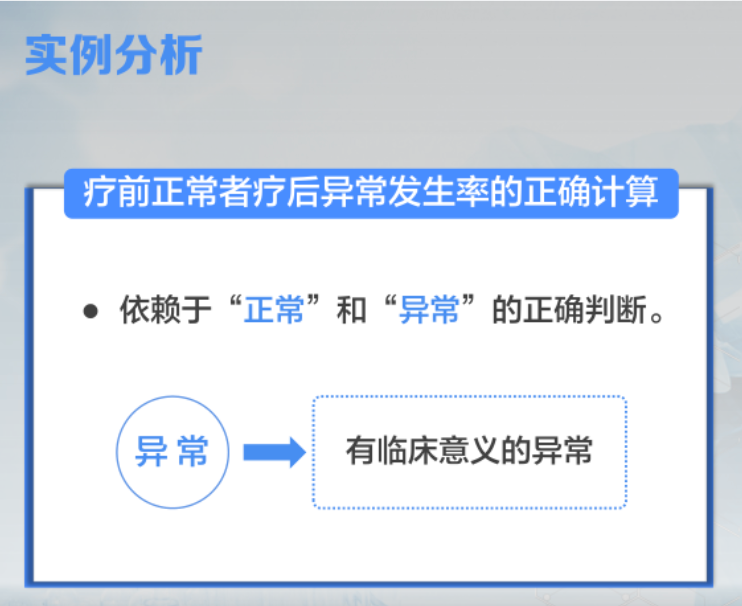 实例分析
疗前正常者疗后异常发生率的正确计算
● 依赖于“正常”和“异常”的正确判断。
异常
有临床意义的异常